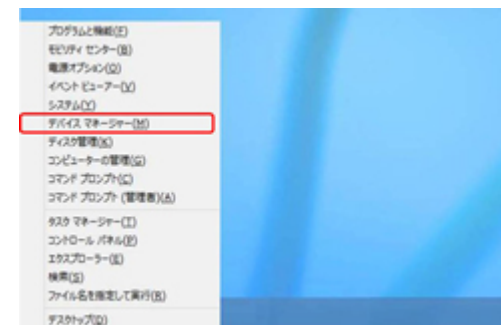 プログラムと機能(F)
モビリティ センター(B)
電源オプション(O)
イベント ビューアー(V)
システム(Y)
デバイス マネージャー(M)
ディスク管理(K)
コンピューターの管理(G)
コマンド プロンプト(C)
コマンド プロンプト (管理者)(A)
タスク マネージャー(T)
コントロール パネル(P)
エクスプローラー(E)
検索(S)
ファイル名を指定して実行(R)
デスクトップ(D)